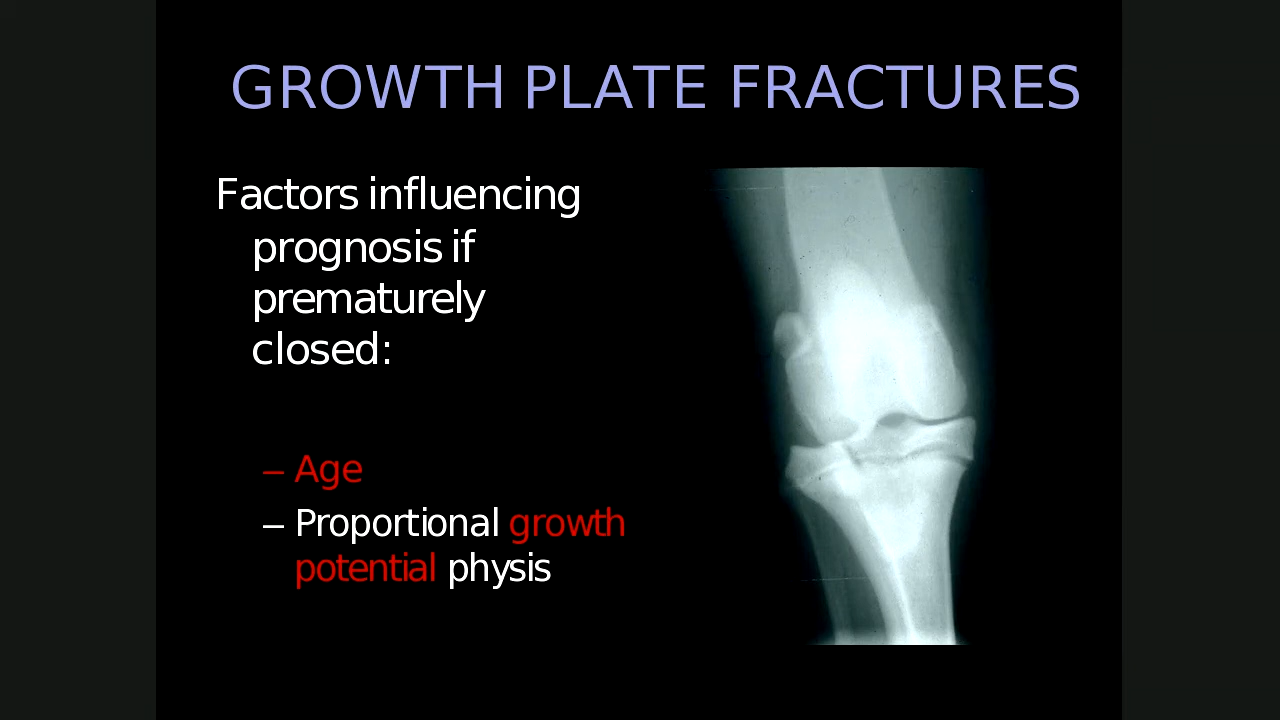 GROWTH PLATE FRACTURES
Factors influencing
prognosis if
prematurely
closed:
– Age
– Proportional growth
potential physis